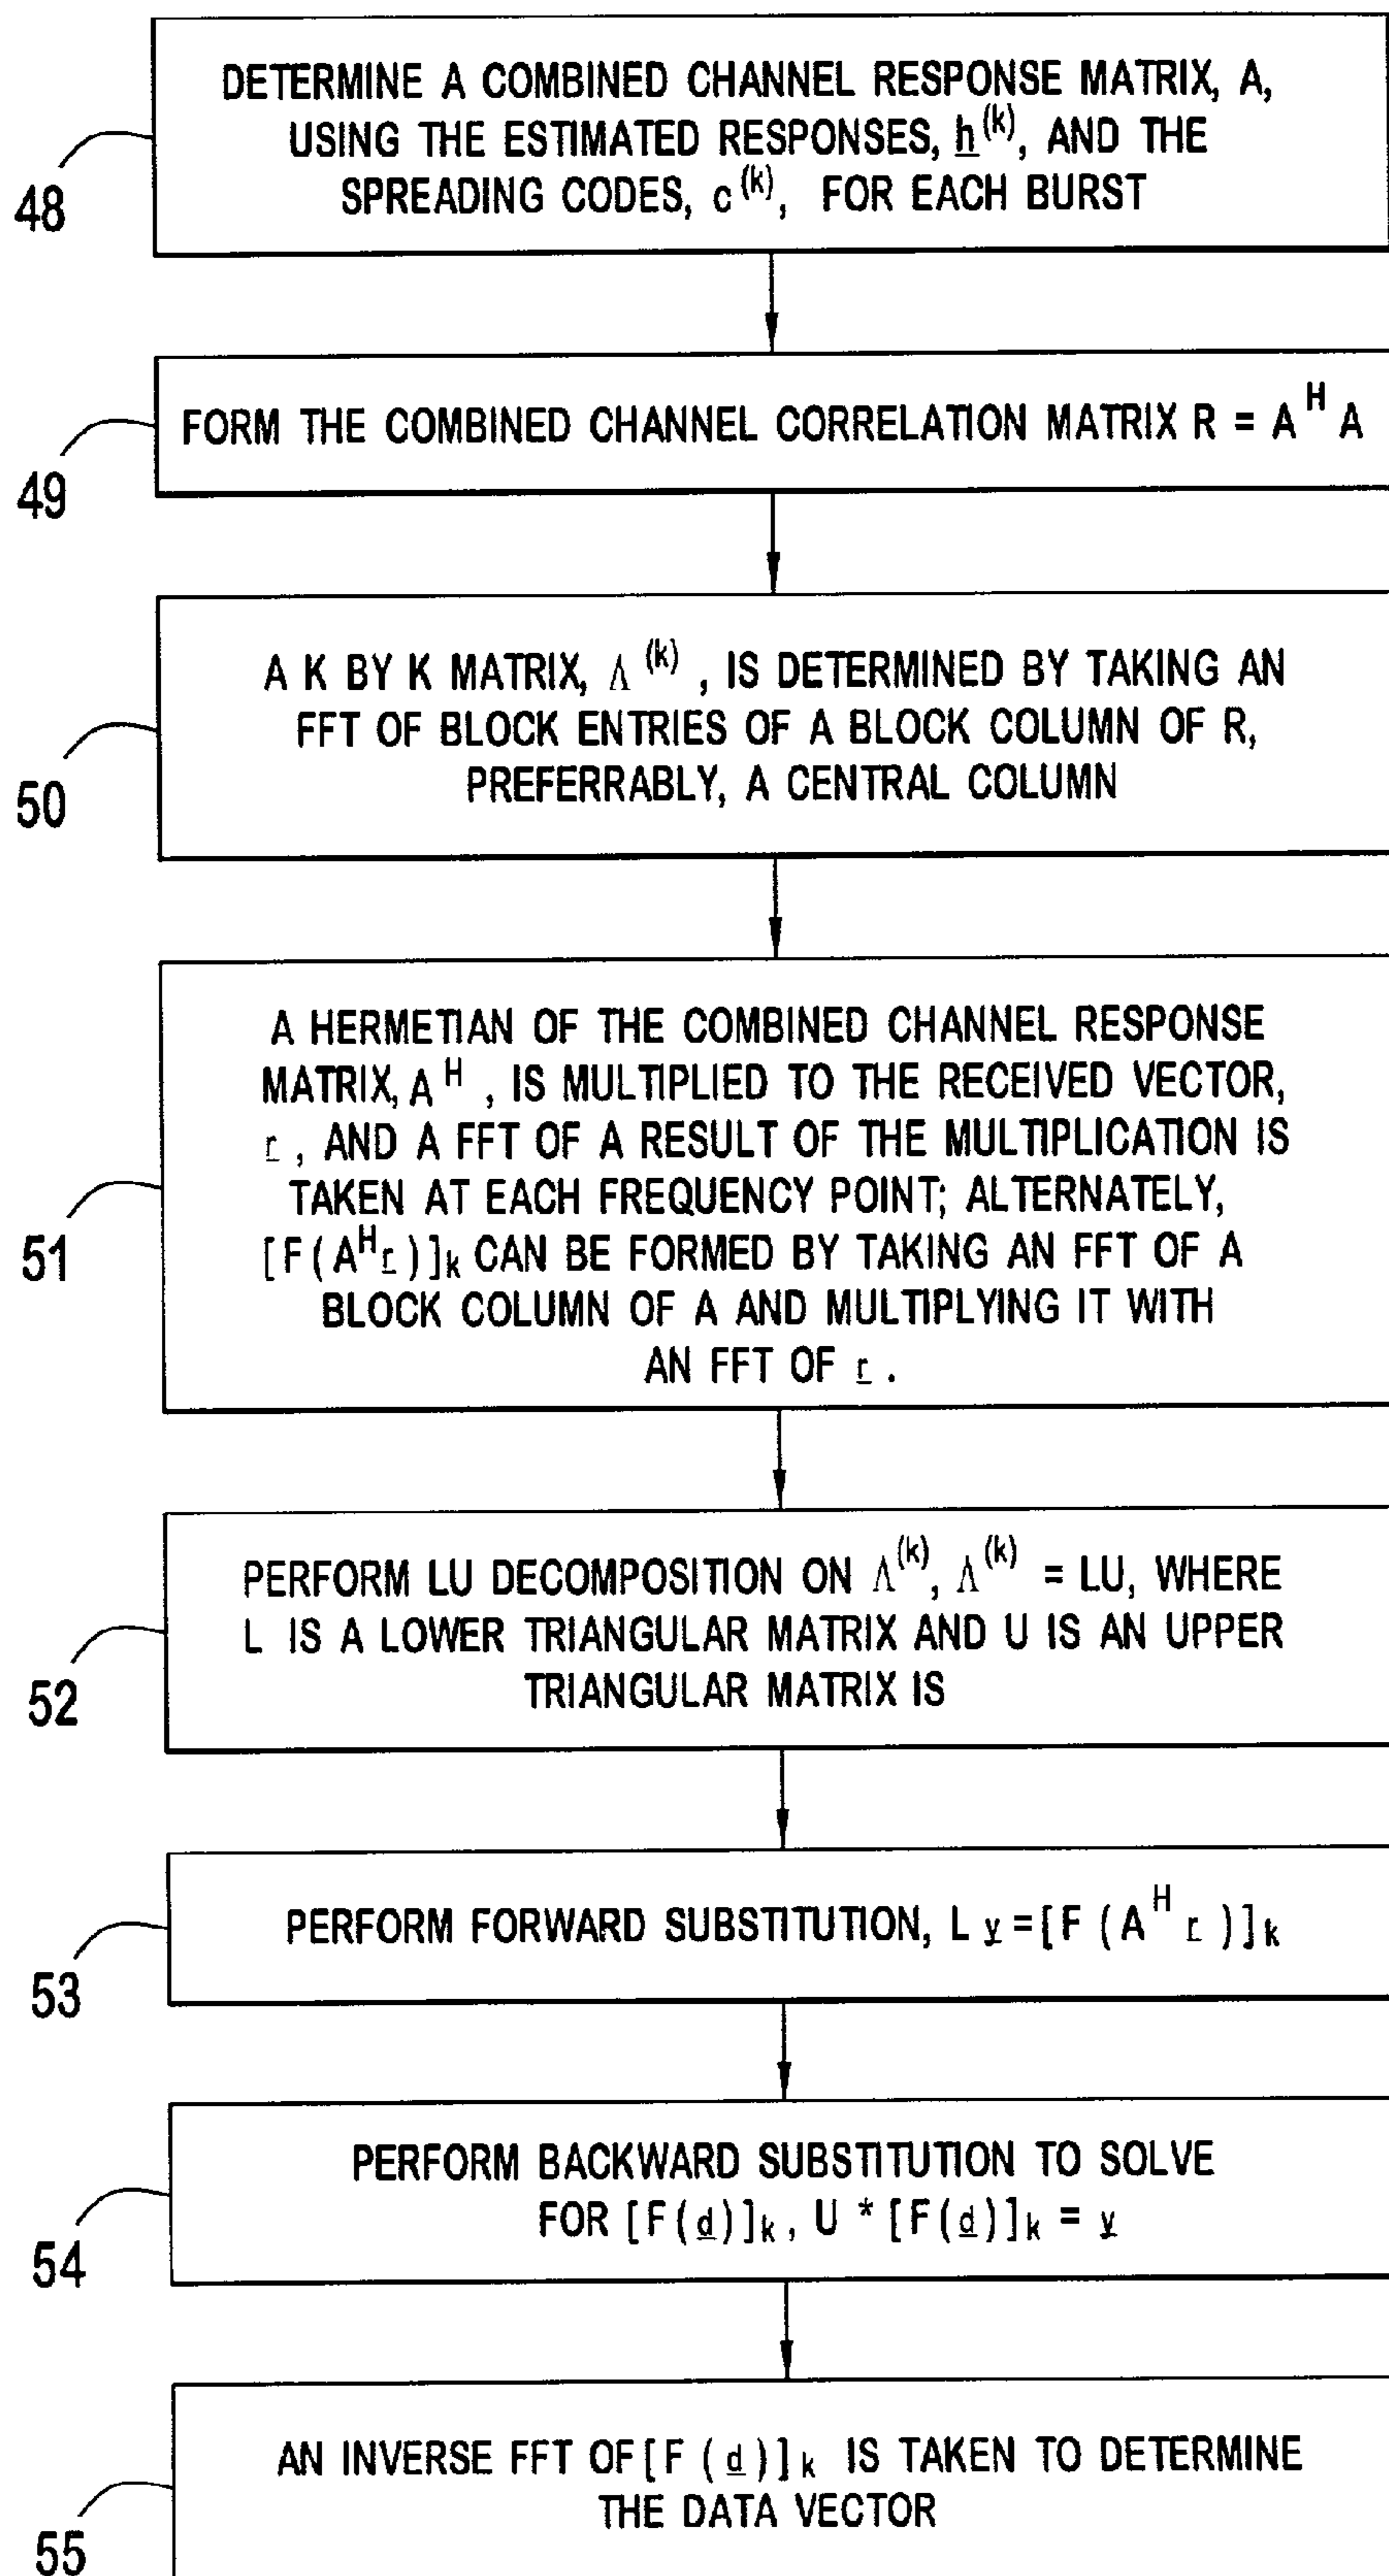 DETERMINE A COMBINED CHANNEL RESPONSE MATRIX, A,
USING THE ESTIMATED RESPONSES, h^(k), AND THE
SPREADING CODES, c^(k), FOR EACH BURST
48
FORM THE COMBINED CHANNEL CORRELATION MATRIX R = A^H A
49
A K BY K MATRIX, Λ^(k), IS DETERMINED BY TAKING AN
FFT OF BLOCK ENTRIES OF A BLOCK COLUMN OF R,
PREFERRABLY, A CENTRAL COLUMN
50
A HERMETIAN OF THE COMBINED CHANNEL RESPONSE
MATRIX, A^H, IS MULTIPLIED TO THE RECEIVED VECTOR,
r, AND A FFT OF A RESULT OF THE MULTIPLICATION IS
TAKEN AT EACH FREQUENCY POINT; ALTERNATELY,
[F(A^H r)]k CAN BE FORMED BY TAKING AN FFT OF A
BLOCK COLUMN OF A AND MULTIPLYING IT WITH
AN FFT OF r.
51
PERFORM LU DECOMPOSITION ON Λ^(k), Λ^(k) = LU, WHERE
L IS A LOWER TRIANGULAR MATRIX AND U IS AN UPPER
TRIANGULAR MATRIX IS
52
PERFORM FORWARD SUBSTITUTION, L y = [F (A^H r )]k
53
PERFORM BACKWARD SUBSTITUTION TO SOLVE
FOR [F(d)]k, U * [F(d)]k = y
54
AN INVERSE FFT OF [F (d)]k IS TAKEN TO DETERMINE
THE DATA VECTOR
55